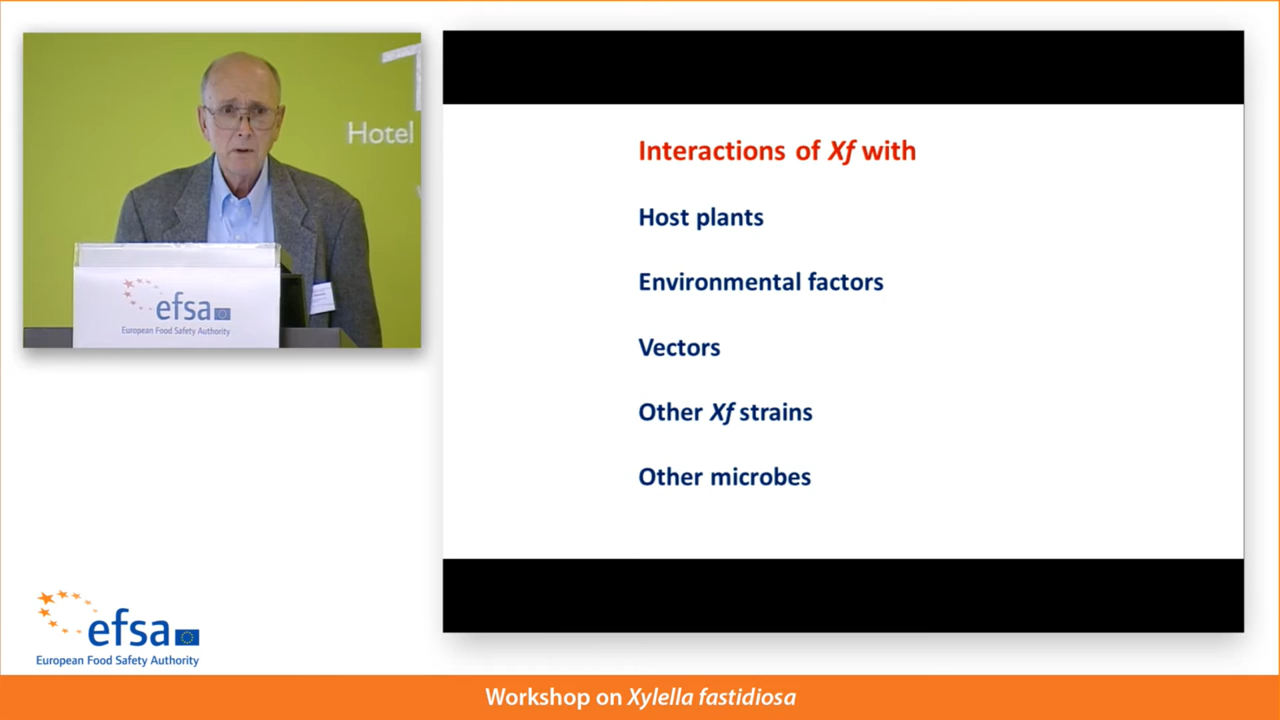 Hotel
efsa
European Food Safety Authority
Interactions of Xf with
Host plants
Environmental factors
Vectors
Other Xf strains
Other microbes
efsa
European Food Safety Authority
Workshop on Xylella fastidiosa